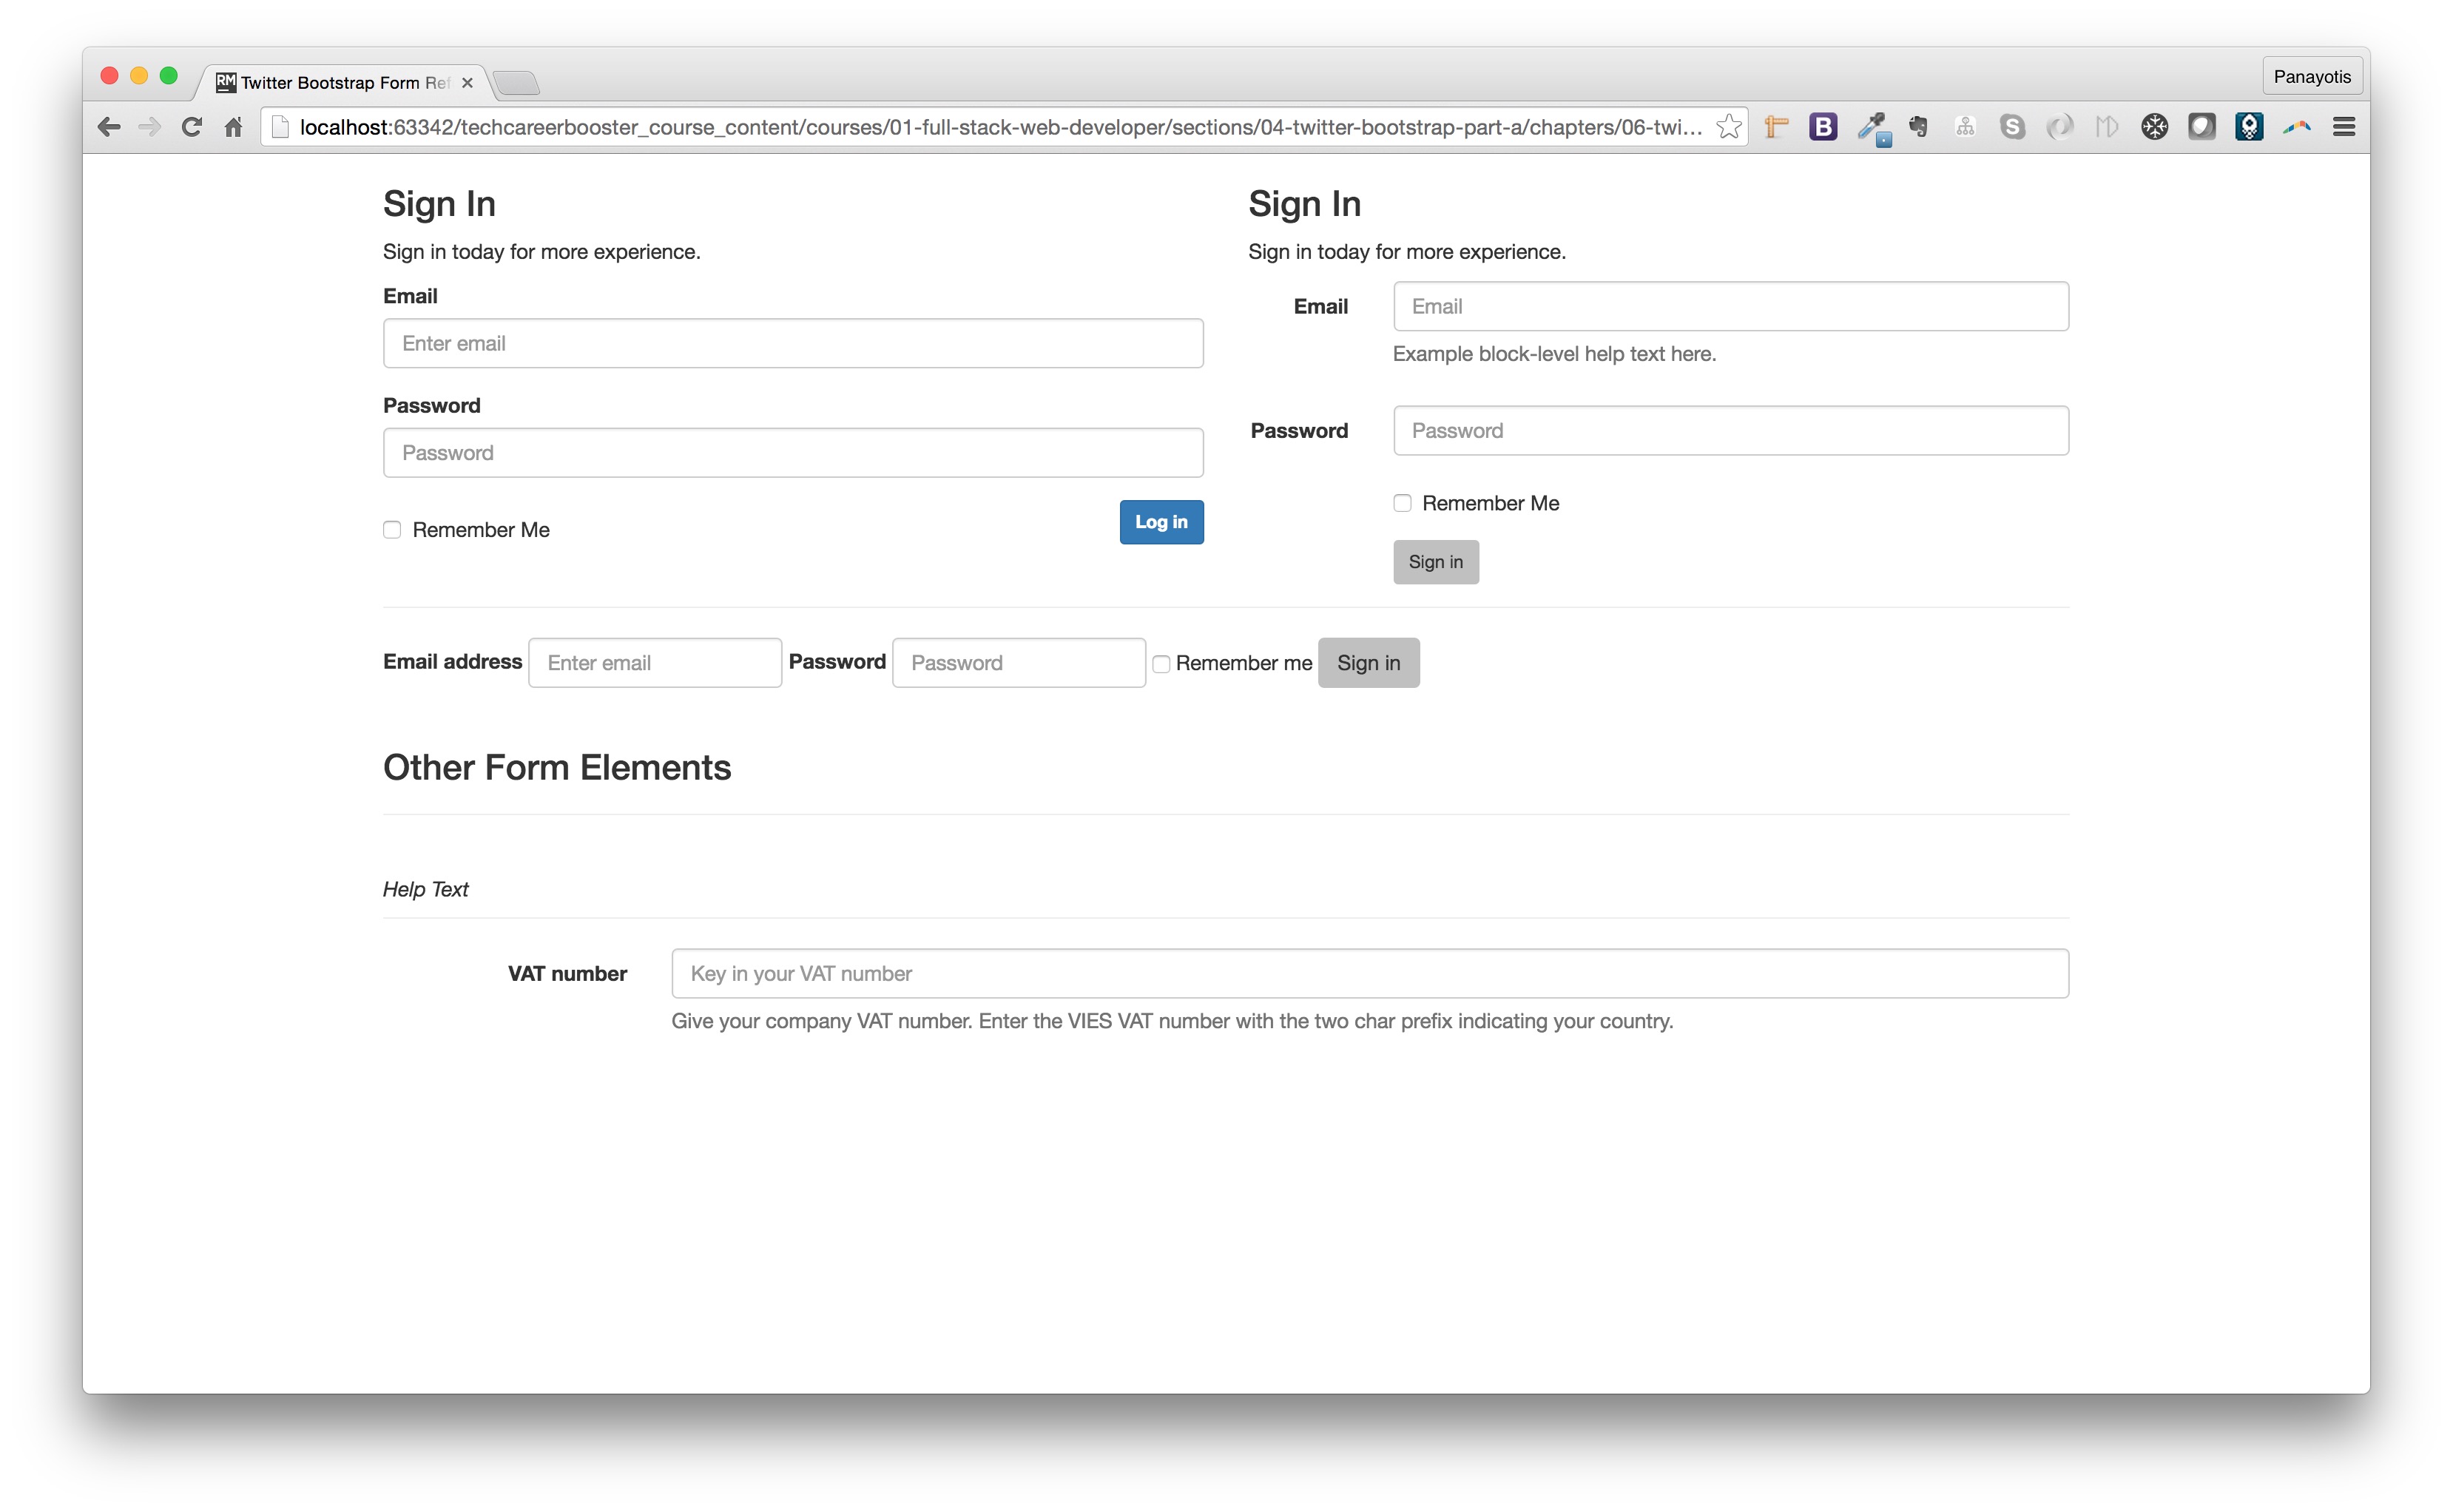 RM Twitter Bootstrap Form Ref
Panayotis
localhost:63342/techcareerbooster_course_content/courses/01-full-stack-web-developer/sections/04-twitter-bootstrap-part-a/chapters/06-twi...
B S
Sign In
Sign in today for more experience.
Email
Enter email
Password
Password
Remember Me
Log in
Sign In
Sign in today for more experience.
Email
Email
Example block-level help text here.
Password
Password
Remember Me
Sign in
Email address Enter email Password Password Remember me Sign in
Other Form Elements
Help Text
VAT number Key in your VAT number
Give your company VAT number. Enter the VIES VAT number with the two char prefix indicating your country.